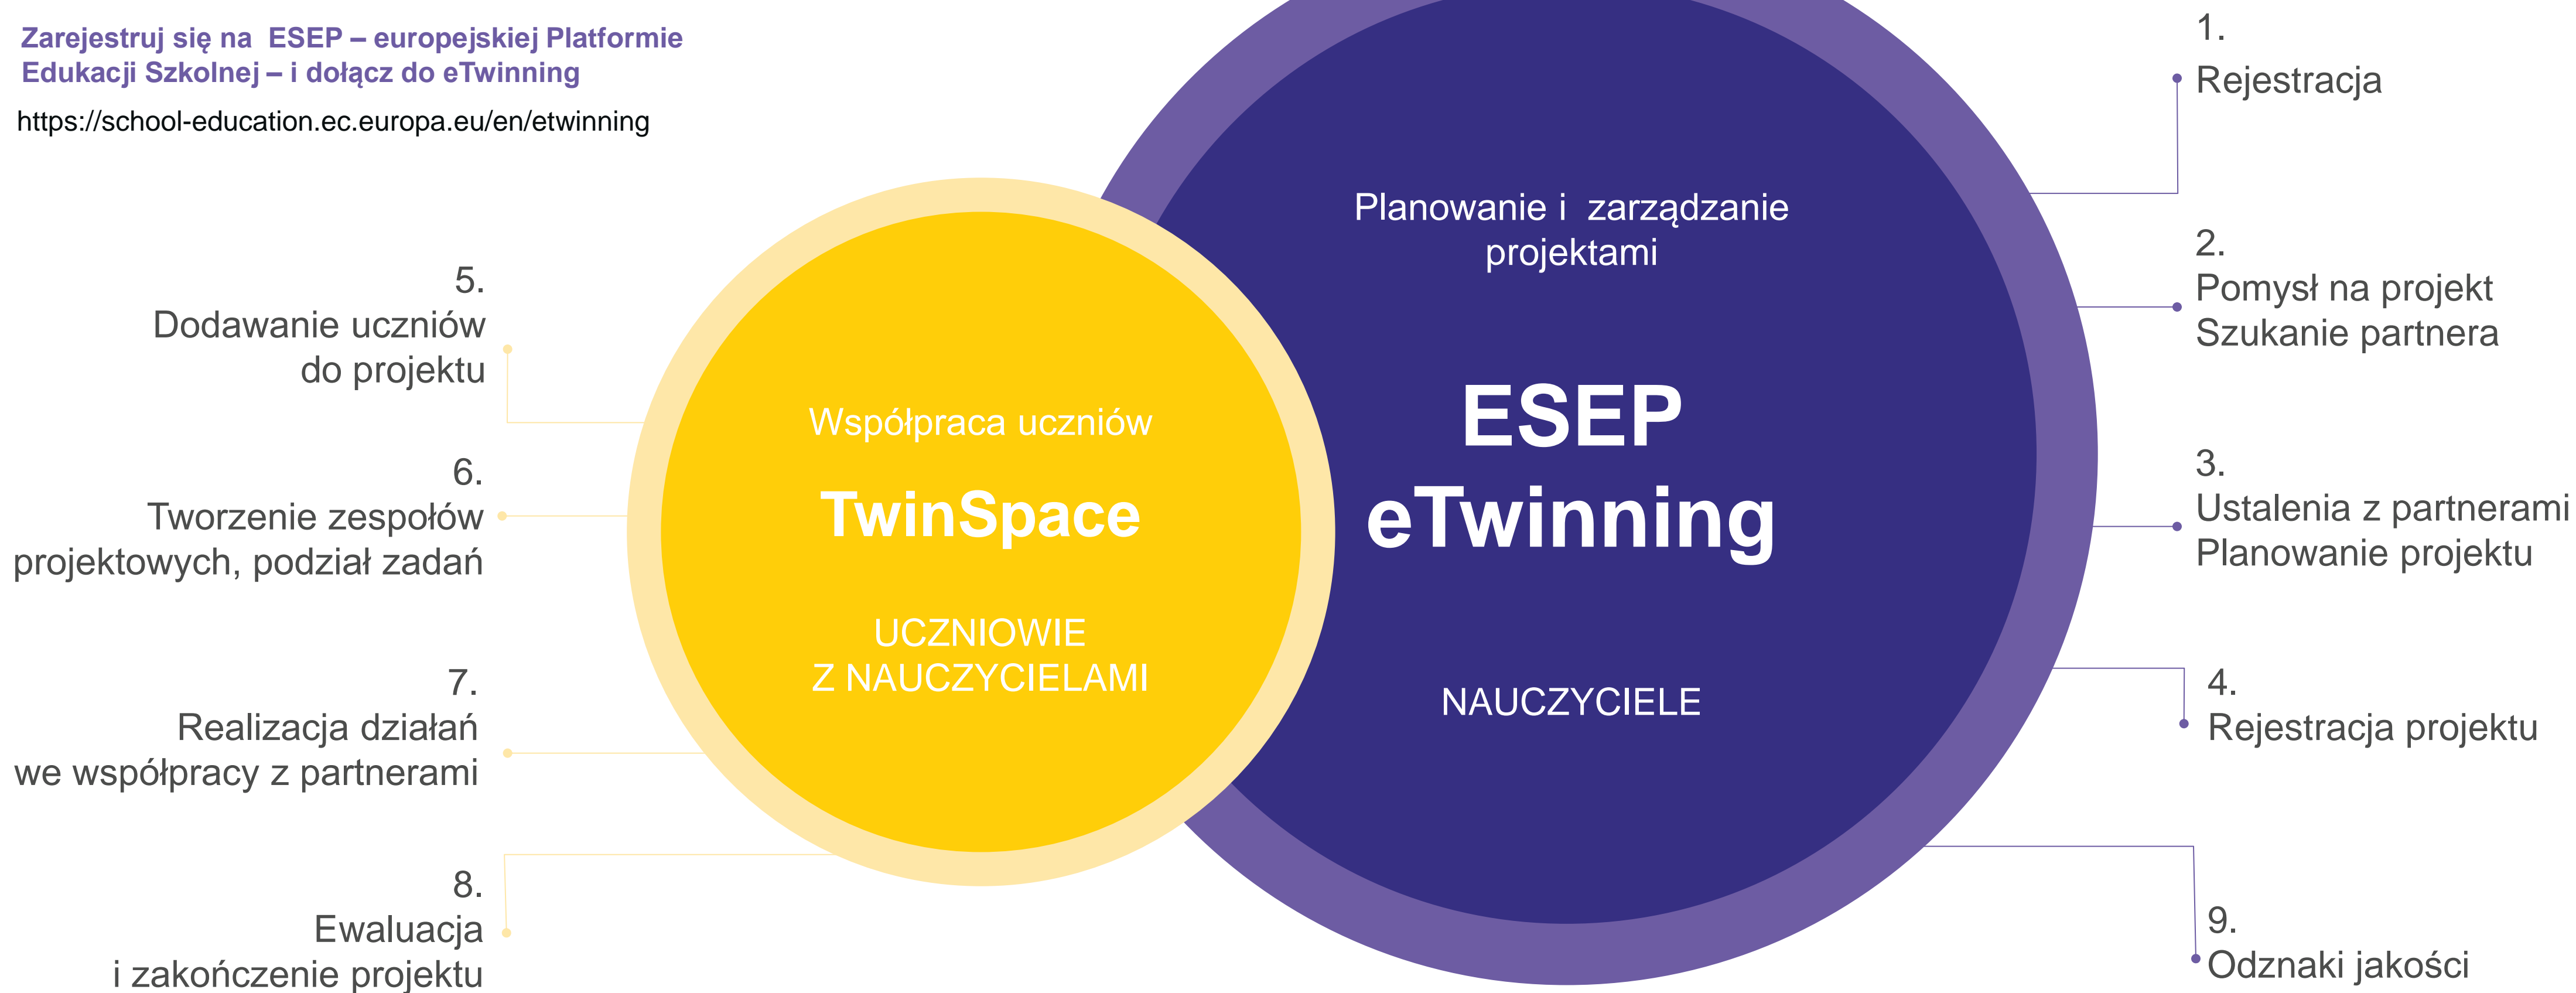 Zarejestruj się na  ESEP – europejskiej Platformie
Edukacji Szkolnej – i dołącz do eTwinning
https://school-education.ec.europa.eu/en/etwinning
5.
Dodawanie uczniów
do projektu
6.
Tworzenie zespołów
projektowych, podział zadań
7.
Realizacja działań
we współpracy z partnerami
8.
Ewaluacja
i zakończenie projektu
Współpraca uczniów
TwinSpace
UCZNIOWIE
Z NAUCZYCIELAMI
Planowanie i  zarządzanie
projektami
ESEP
eTwinning
NAUCZYCIELE
1.
Rejestracja
2.
Pomysł na projekt
Szukanie partnera
3.
Ustalenia z partnerami
Planowanie projektu
4.
Rejestracja projektu
9.
Odznaki jakości